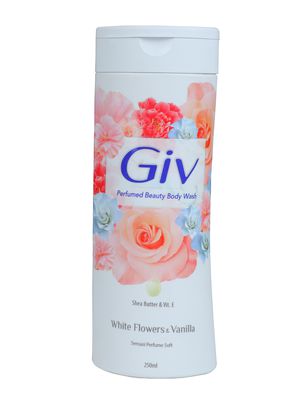 Giv
Perfumed Beauty Body Wash
Shea Butter & Vit. E
White Flowers & Vanilla
Sensasi Perfume Soft
250ml